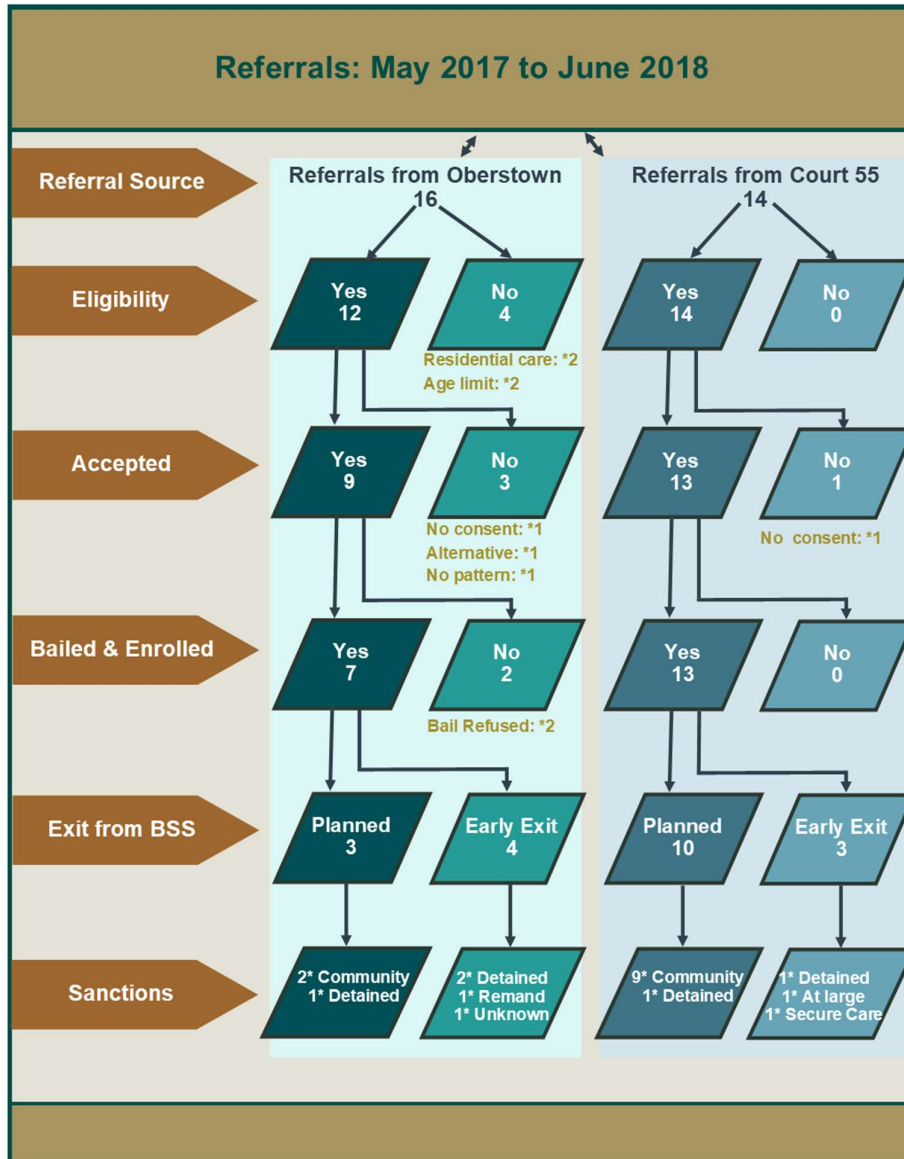 Referrals: May 2017 to June 2018
Referral Source
Referrals from Oberstown
16
Referrals from Court 55
14
Eligibility
Yes
12
No
4
Yes
14
No
0
Residential care: *2
Age limit: *2
Accepted
Yes
9
No
3
Yes
13
No
1
No consent: *1
Alternative: *1
No pattern: *1
No consent: *1
Bailed & Enrolled
Yes
7
No
2
Yes
13
No
0
Bail Refused: *2
Exit from BSS
Planned
3
Early Exit
4
Planned
10
Early Exit
3
Sanctions
2* Community
1* Detained
2* Detained
1* Remand
1* Unknown
9* Community
1* Detained
1* Detained
1* At large
1* Secure Care